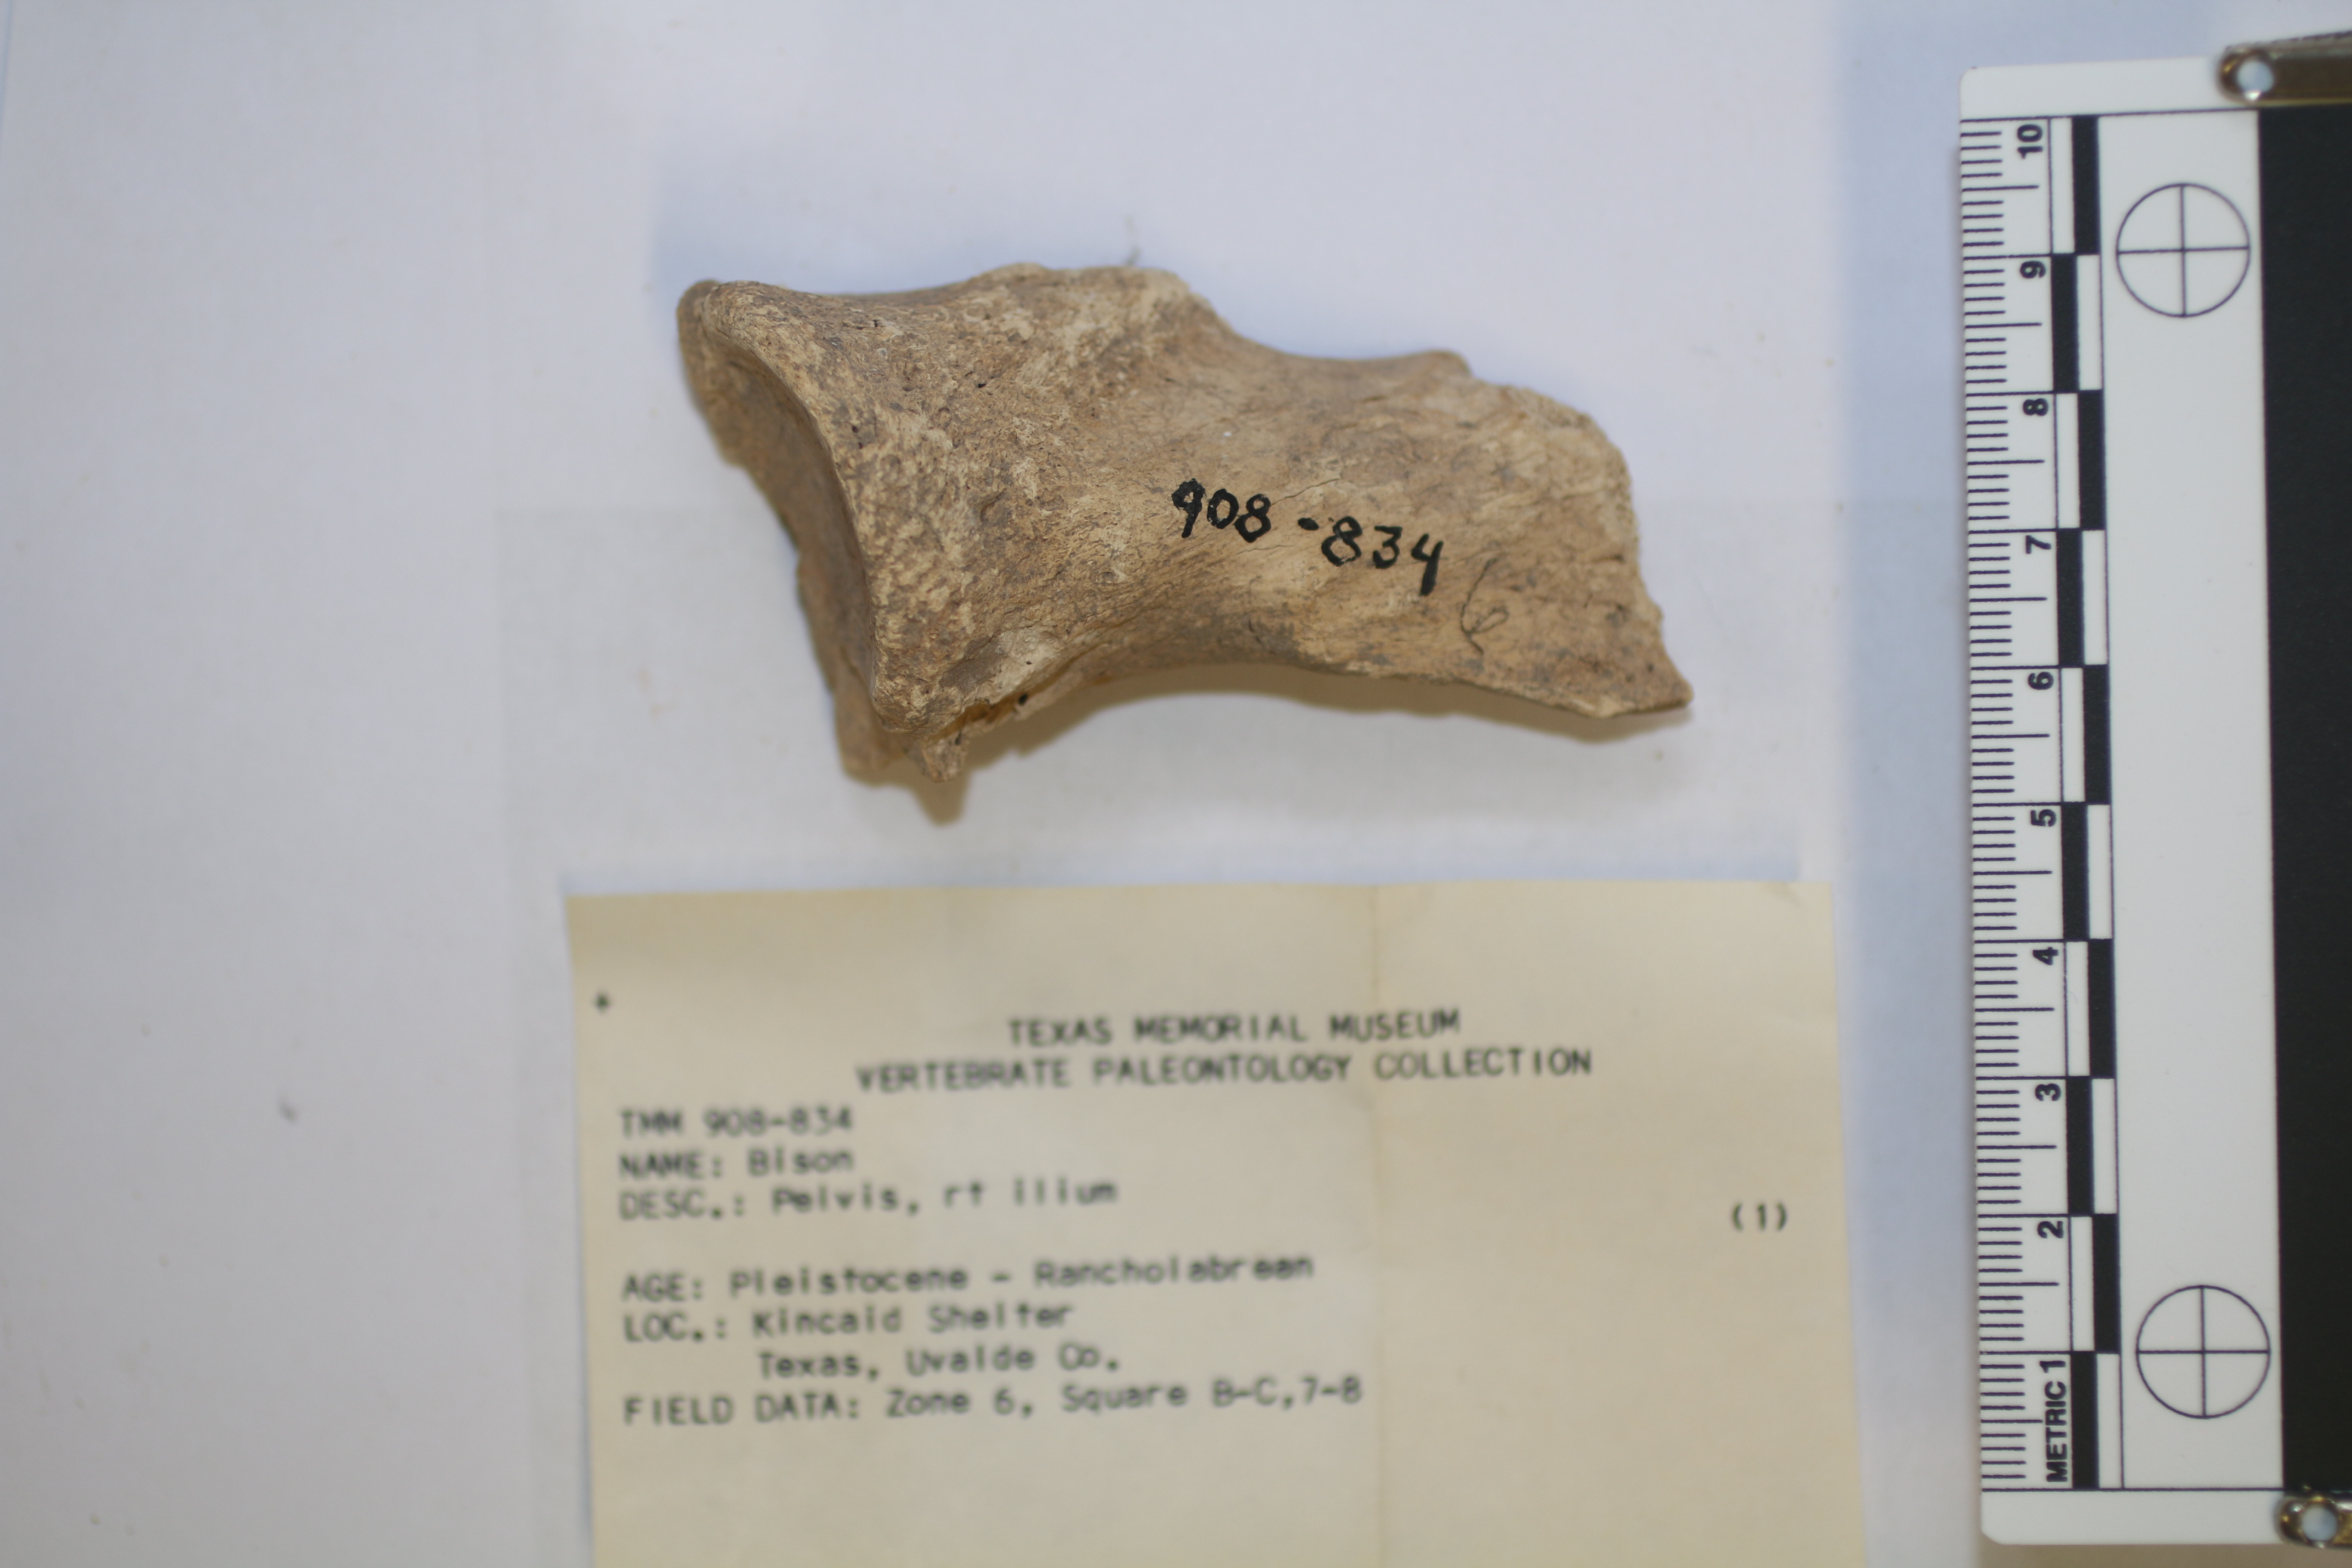 TEXAS MEMORIAL MUSEUM
VERTEBRATE PALEONTOLOGY COLLECTION
TMM 908-834
NAME: Bison
DESC.: Pelvis, rt ilium (1)
AGE: Pleistocene - Rancholabrean
LOC.: Kincaid Shelter
Texas, Uvalde Co.
FIELD DATA: Zone 6, Square B-C,7-8
908-834
6
METRIC 1 2 3 4 5 6 7 8 9 10